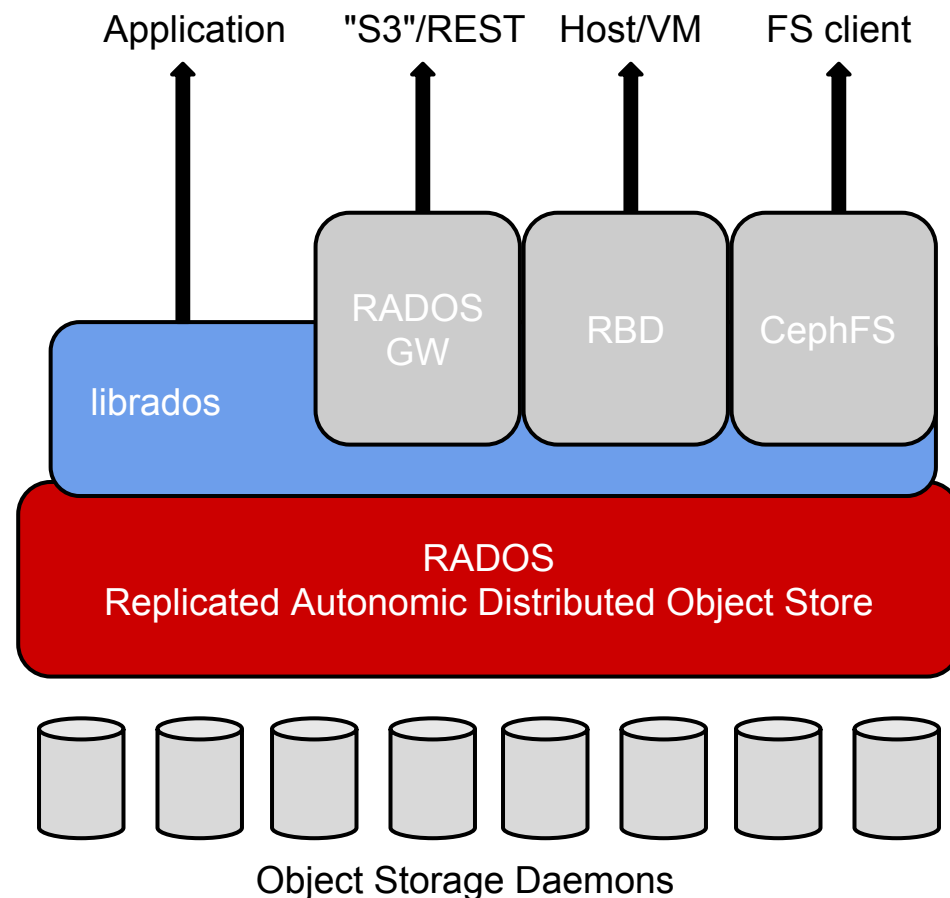 Application
"S3"/REST
Host/VM
FS client
RADOS
GW
RBD
CephFS
librados
RADOS
Replicated Autonomic Distributed Object Store
Object Storage Daemons